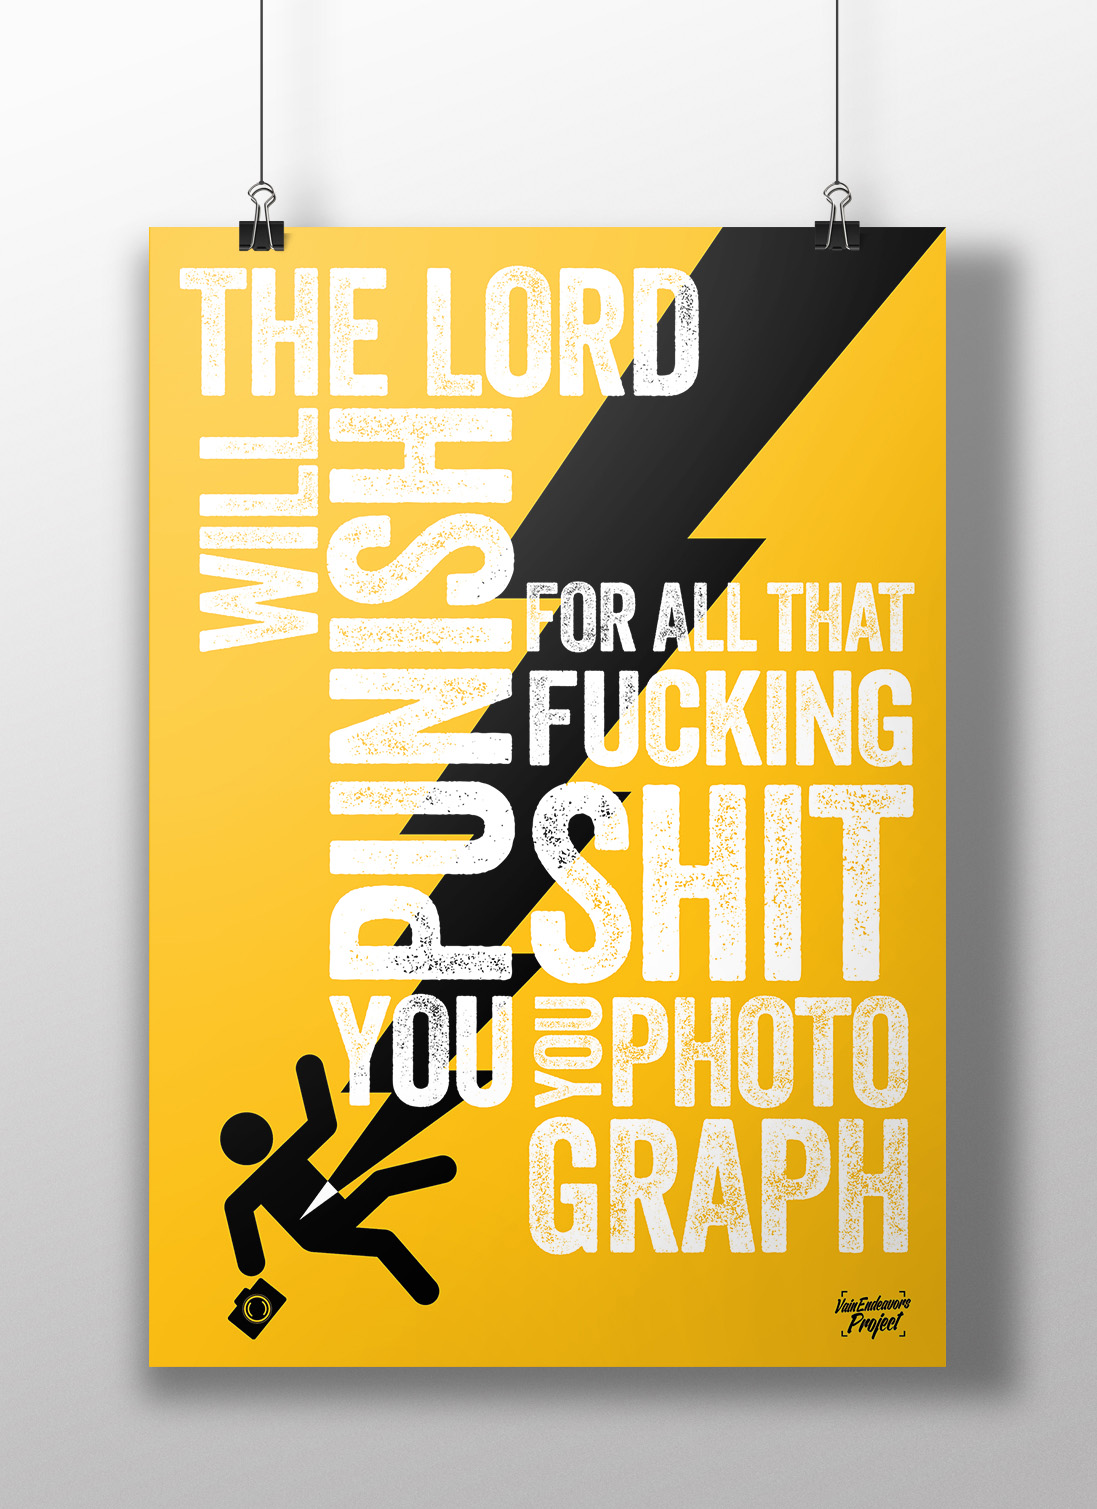 THE LORD
WILL
PUNISH
YOU
FOR ALL THAT
FUCKING
SHIT
YOU
PHOTO
GRAPH
VainEndeavors
Project